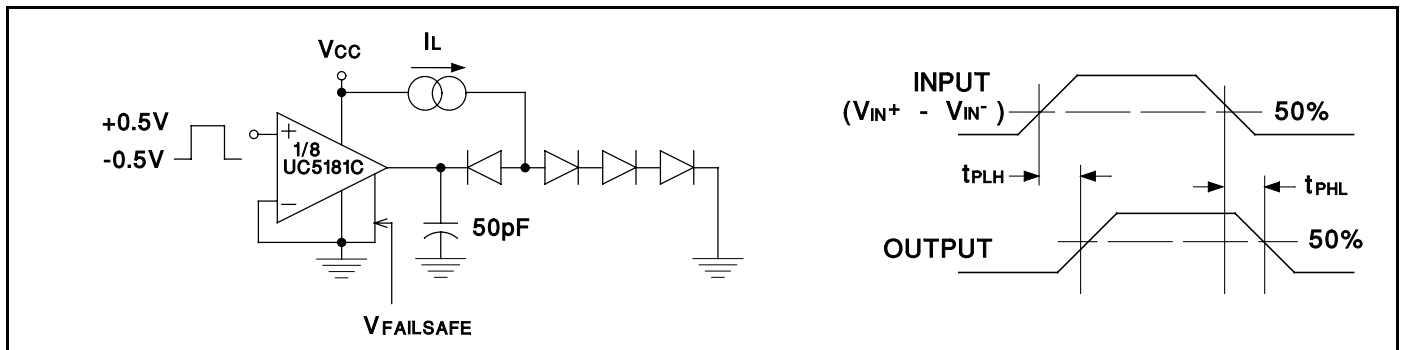 VCC
IL
+0.5V
-0.5V
+
1/8
UC5181C
−
50pF
VFAILSAFE
INPUT
(VIN+ - VIN-)
50%
tPLH
tPHL
OUTPUT
50%